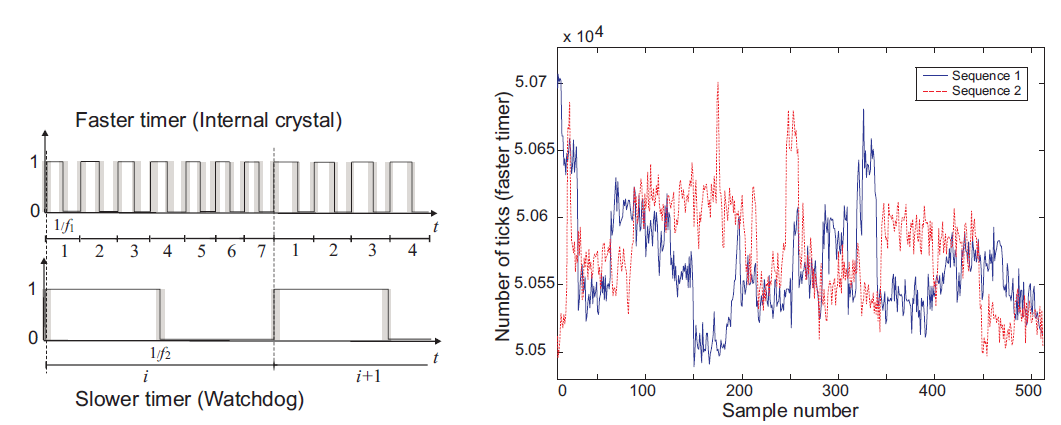 Faster timer (Internal crystal)
1
0
1/f1
t
1 2 3 4 5 6 7 1 2 3 4
1
0
1/f2
t
i
i+1
Slower timer (Watchdog)
x 10^4
Sequence 1
Sequence 2
5.07
5.065
5.06
5.055
5.05
Number of ticks (faster timer)
0 100 200 300 400 500
Sample number